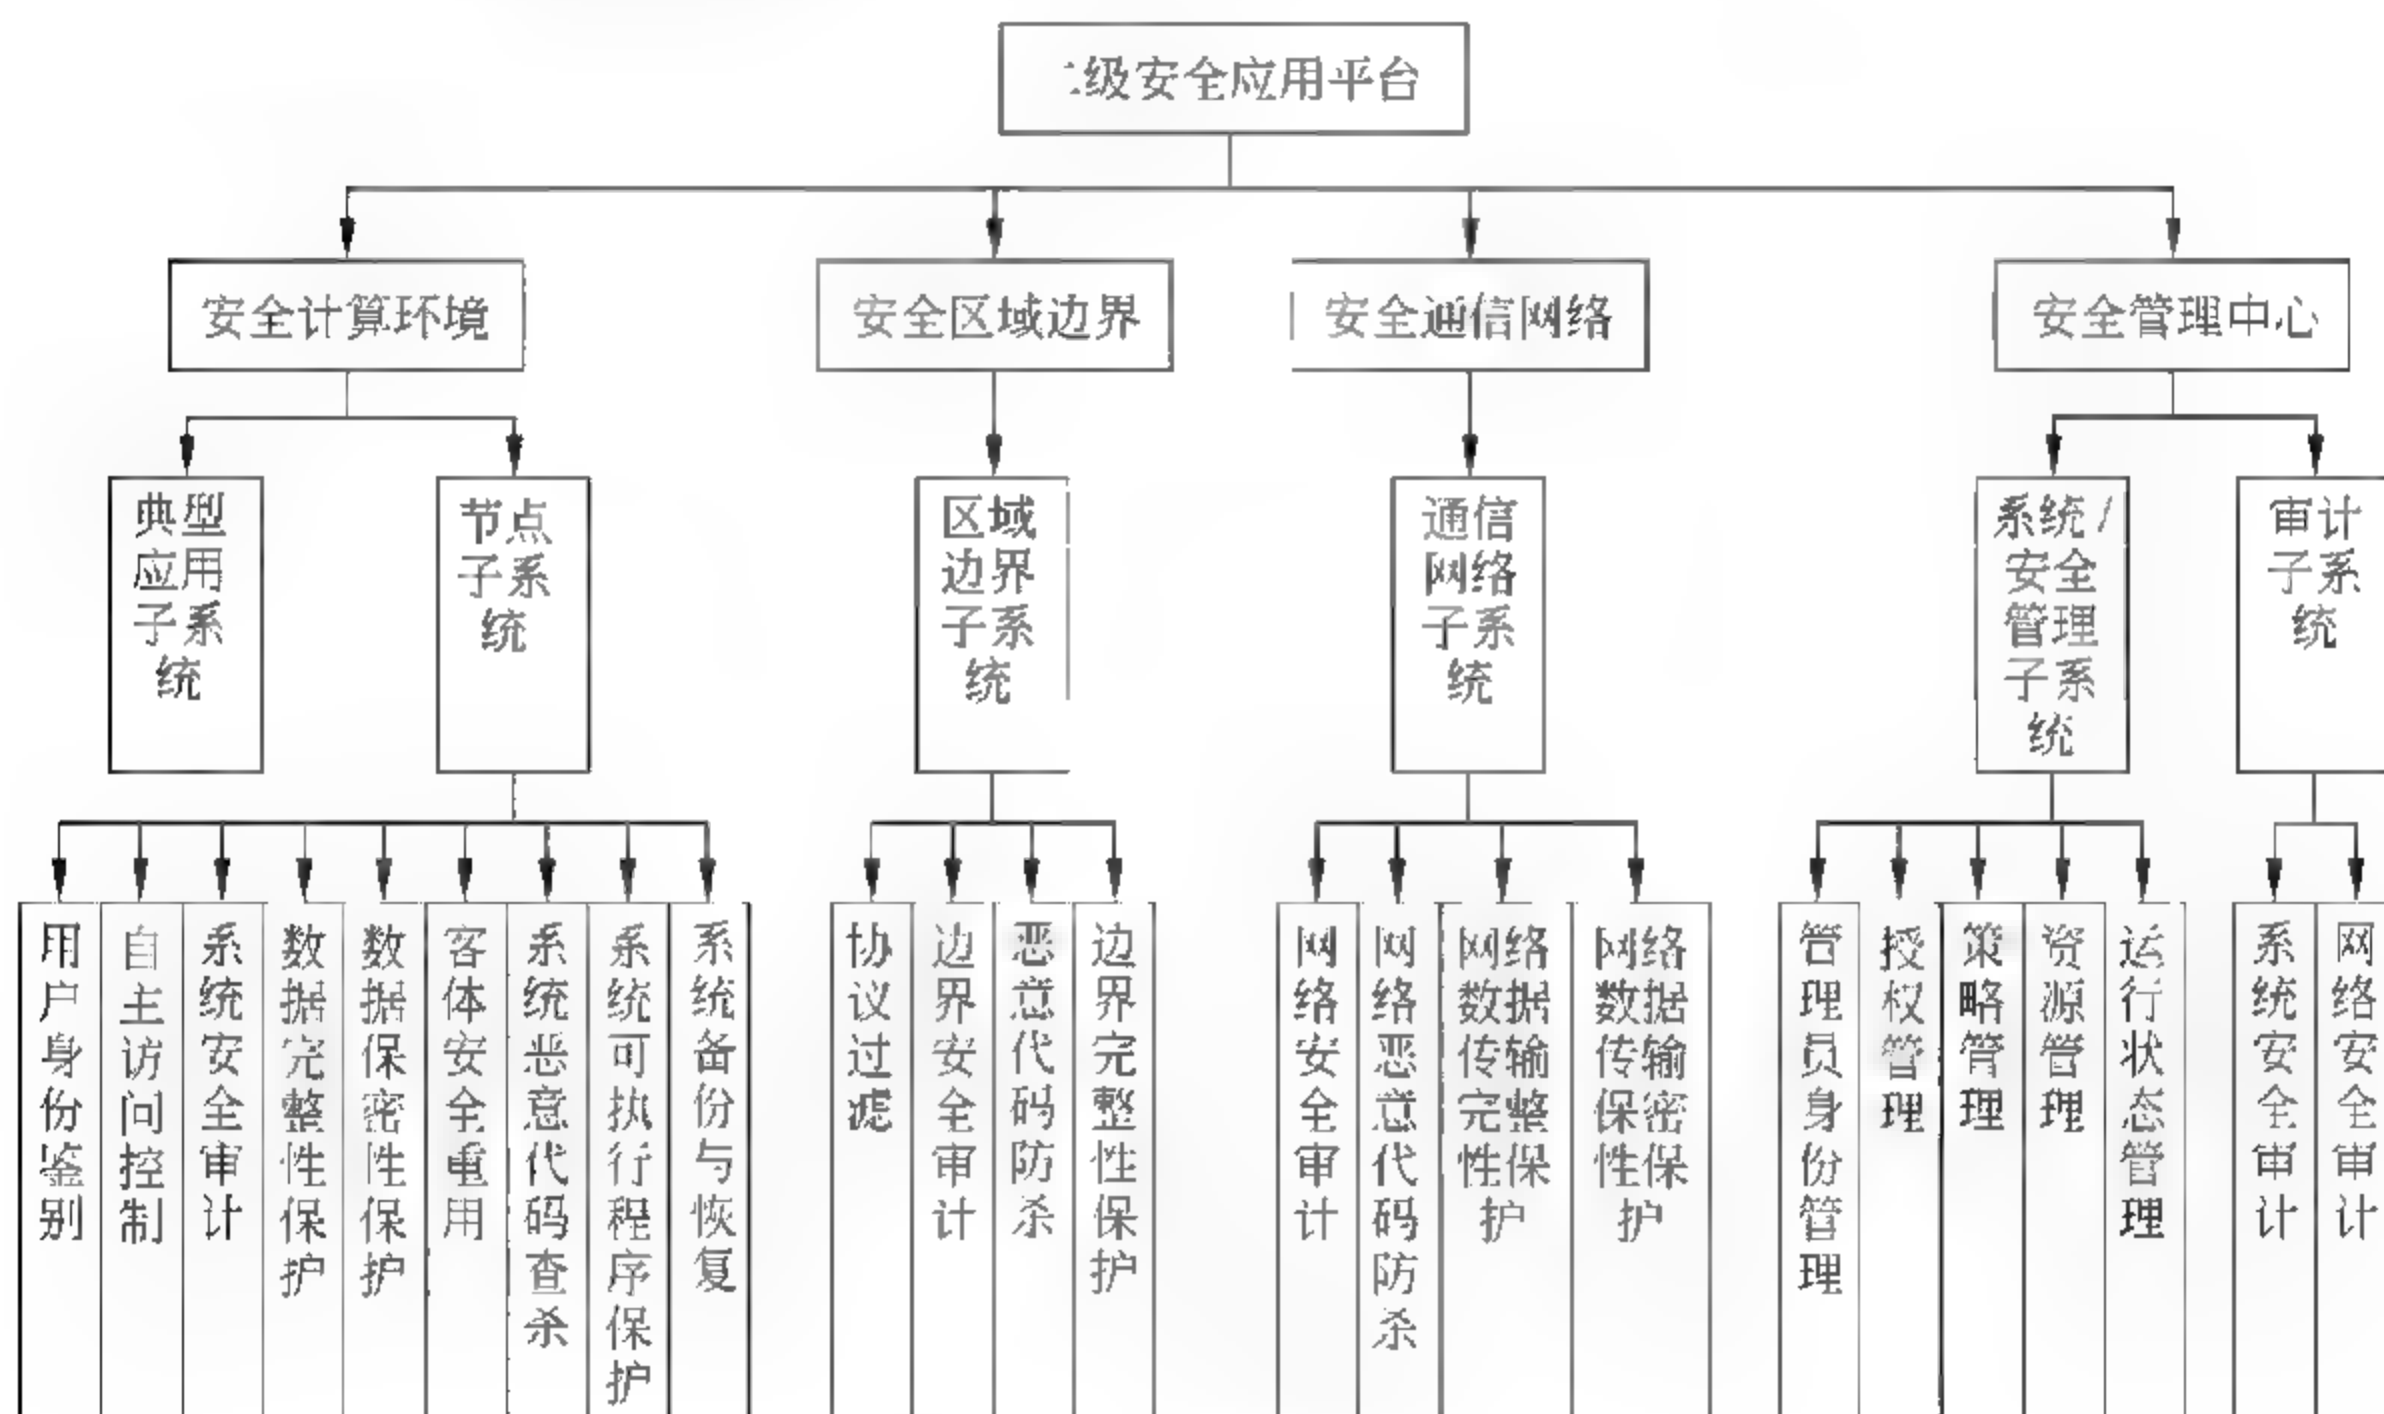 级安全应用平台
安全计算环境
安全区域边界
安全通信网络
安全管理中心
典型
应用
子系
统
节点
子系
统
区域
边界
子系
统
通信
网络
子系
统
系统/
安全
管理
子系
统
审计
子系
统
用户身份鉴别
自主访问控制
系统安全审计
数据完整性保护
数据保密性保护
客体安全重用
系统恶意代码查杀
系统可执行程序保护
系统备份与恢复
协议过滤
边界安全审计
恶意代码防杀
边界完整性保护
网络安全审计
网络恶意代码防杀
网络
数据
传输
完整
性保
护
网络
数据
传输
保密
性保
护
管理员身份管理
授权管理
策略管理
资源管理
运行状态管理
系统安全审计
网络安全审计